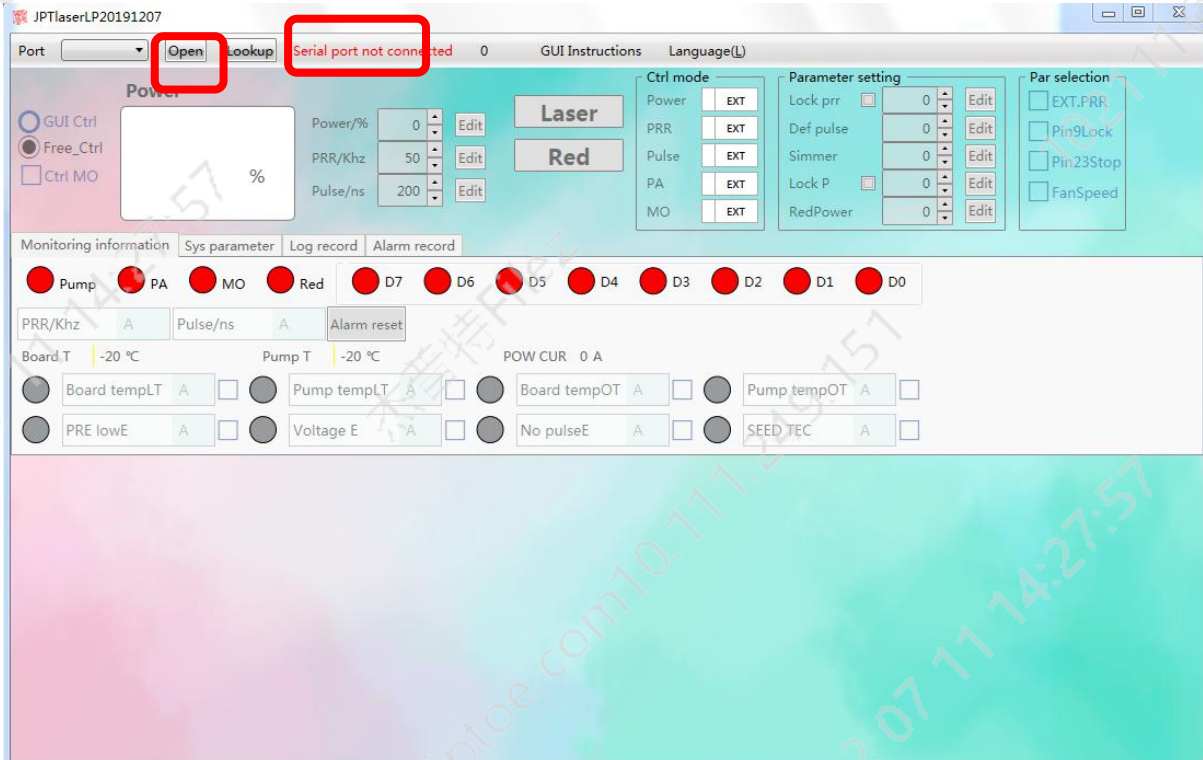 JPTlaserLP20191207
Port Open Lookup Serial port not connected 0 GUI Instructions Language(L)
Power
GUI Ctrl
Free_Ctrl
Ctrl MO
%
Power/% 0 Edit
PRR/Khz 50 Edit
Pulse/ns 200 Edit
Laser
Red
Ctrl mode
Power EXT
PRR EXT
Pulse EXT
PA EXT
MO EXT
Parameter setting
Lock prr 0 Edit
Def pulse 0 Edit
Simmer 0 Edit
Lock P 0 Edit
RedPower 0 Edit
Par selection
EXT.PRR
Pin9Lock
Pin23Stop
FanSpeed
Monitoring information Sys parameter Log record Alarm record
Pump PA MO Red D7 D6 D5 D4 D3 D2 D1 D0
PRR/Khz A Pulse/ns A Alarm reset
Board T -20 ℃ Pump T -20 ℃ POW CUR 0 A
Board tempLT A Pump tempLT A Board tempOT A Pump tempOT A
PRE lowE A Voltage E A No pulseE A SEED TEC A